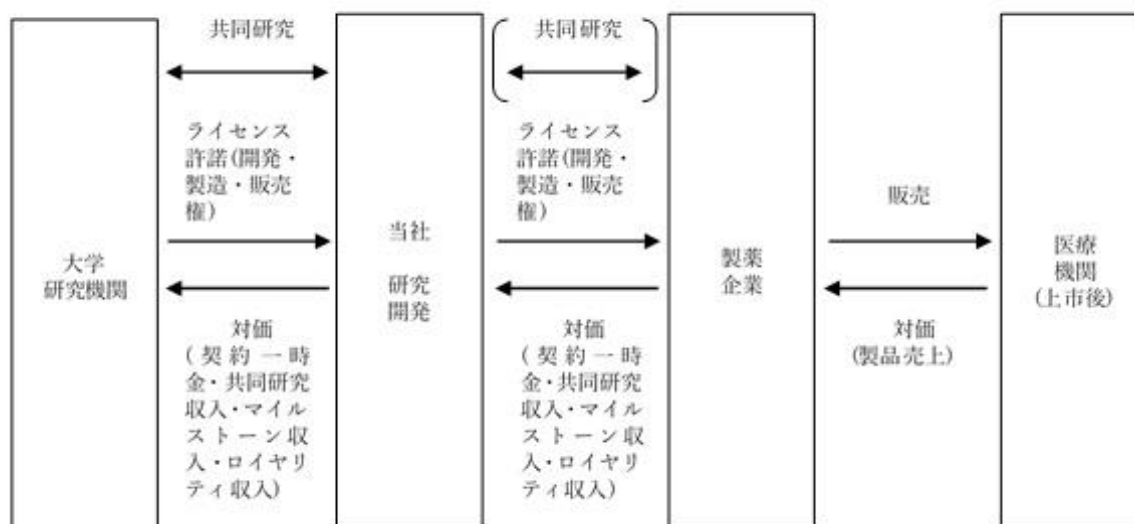 大学
研究機関
共同研究
ライセンス
許諾(開発・
製造・販売
権)
対価
(契約一時
金・共同研究
収入・マイル
ストーン収
入・ロイヤリ
ティ収入)
当社
研究
開発
共同研究
ライセンス
許諾(開発・
製造・販売
権)
対価
(契約一時
金・共同研究
収入・マイル
ストーン収
入・ロイヤリ
ティ収入)
製薬
企業
販売
対価
(製品売上)
医療
機関
(上市後)